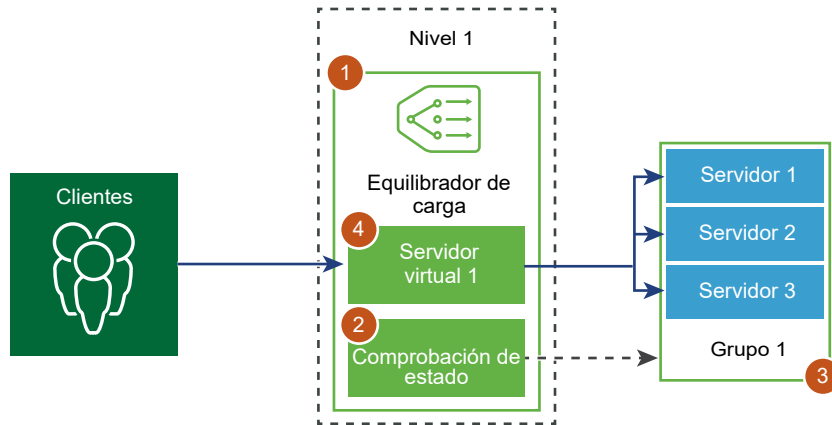 Nivel 1
1
Equilibrador de
carga
Clientes
4
Servidor
virtual 1
2
Comprobación de
estado
Servidor 1
Servidor 2
Servidor 3
Grupo 1
3